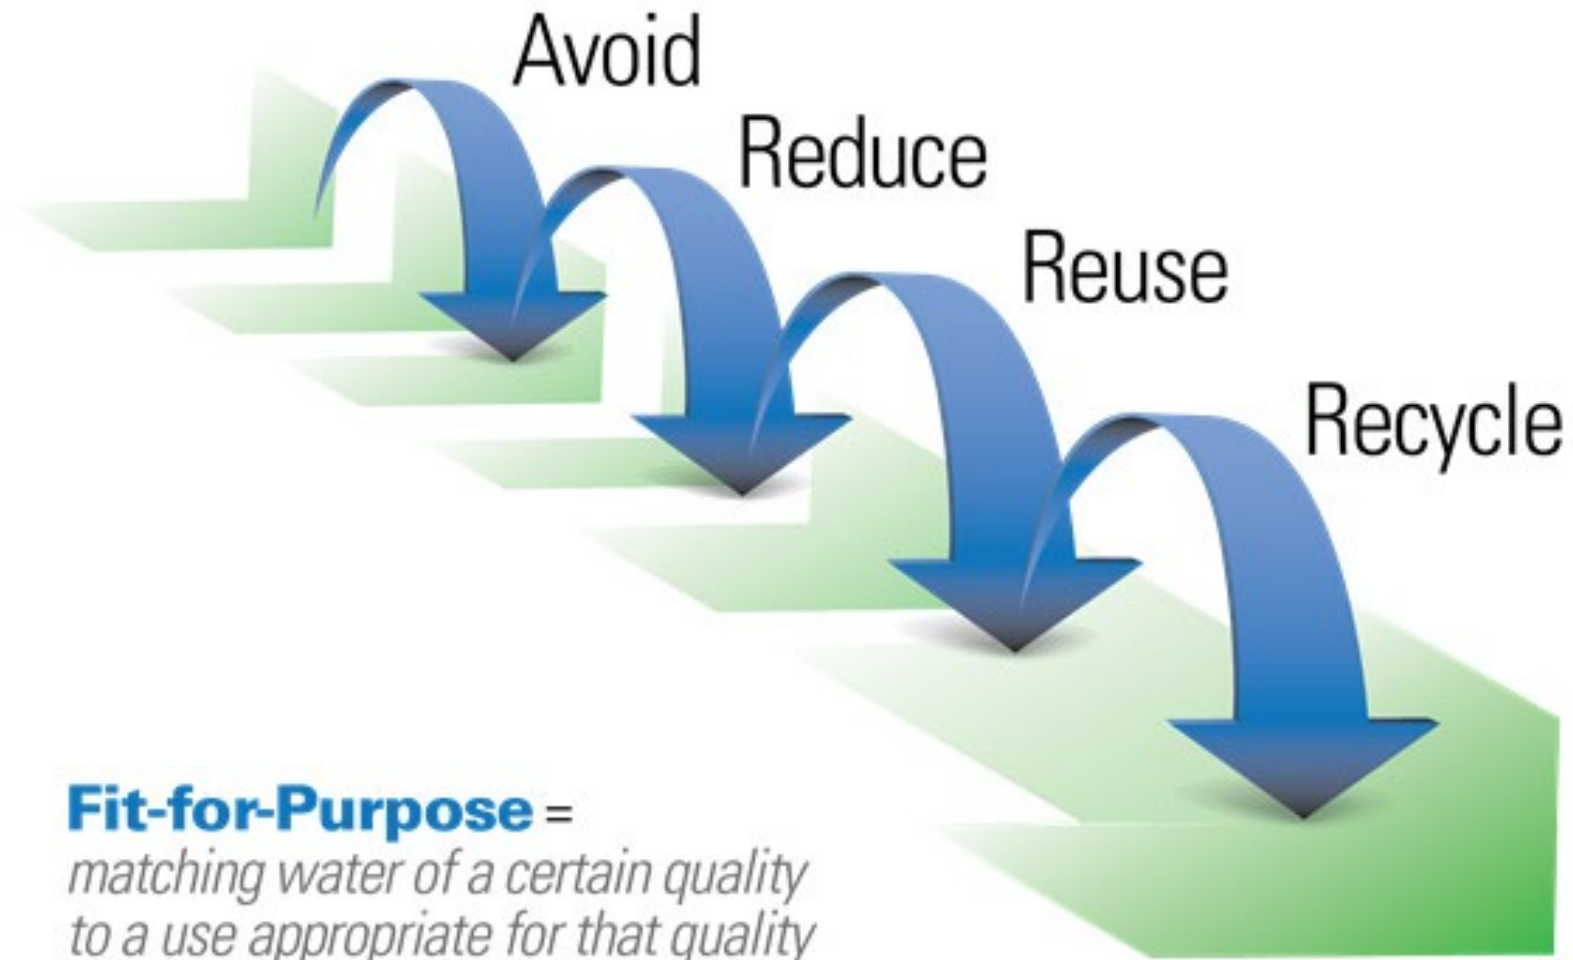 Avoid
Reduce
Reuse
Recycle
Fit-for-Purpose =
matching water of a certain quality
to a use appropriate for that quality